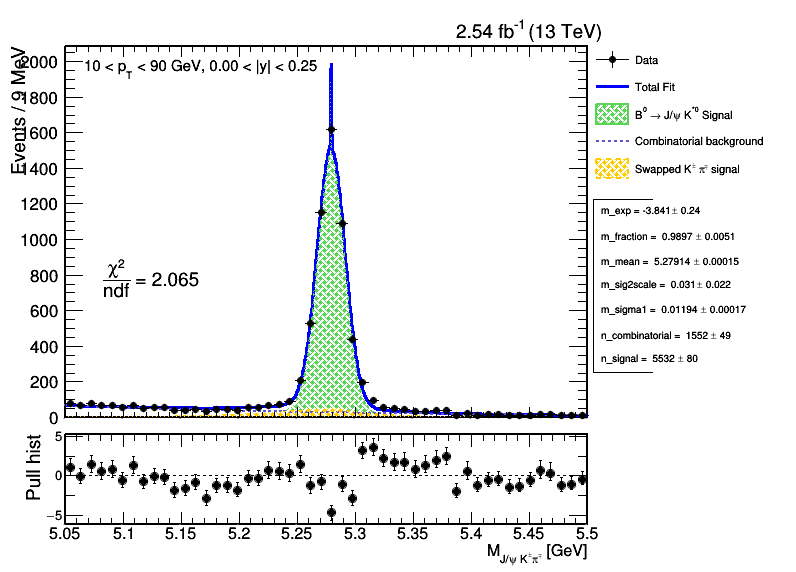 2.54 fb⁻¹ (13 TeV)
Events / 9 MeV
10 < p_T < 90 GeV, 0.00 < |y| < 0.25
2000
1800
1600
1400
1200
1000
800
600
400
200
0
χ²/ndf = 2.065
Data
Total Fit
B⁰ → J/ψ K*⁰ Signal
Combinatorial background
Swapped K± π∓ signal
m_exp = -3.841 ± 0.24
m_fraction = 0.9897 ± 0.0051
m_mean = 5.27914 ± 0.00015
m_sig2scale = 0.031 ± 0.022
m_sigma1 = 0.01194 ± 0.00017
n_combinatorial = 1552 ± 49
n_signal = 5532 ± 80
Pull hist
5
0
−5
5.05 5.1 5.15 5.2 5.25 5.3 5.35 5.4 5.45 5.5
M_J/ψ K±π∓ [GeV]